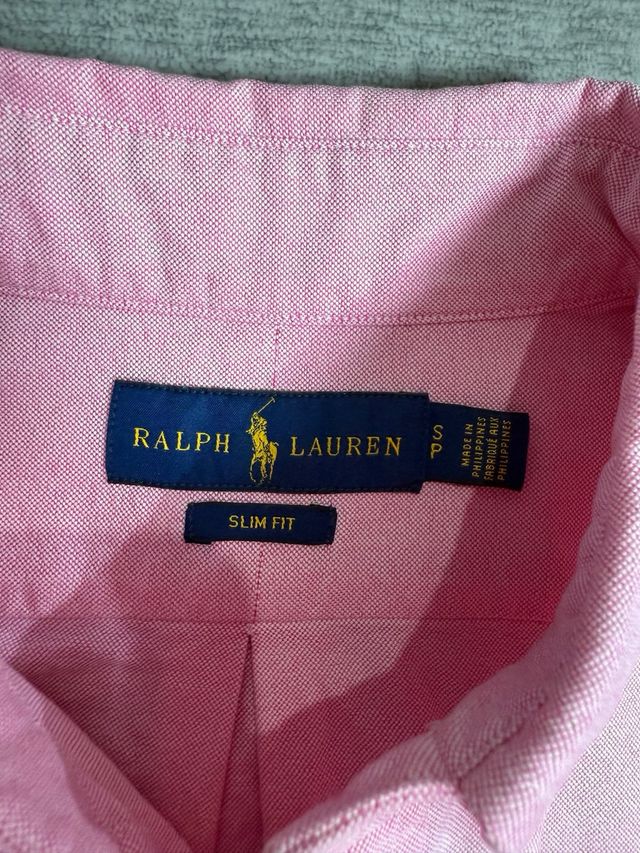 RALPH LAUREN
S
P
MADE IN
PHILIPPINES
FABRIQUÉ AUX
PHILIPPINES
SLIM FIT